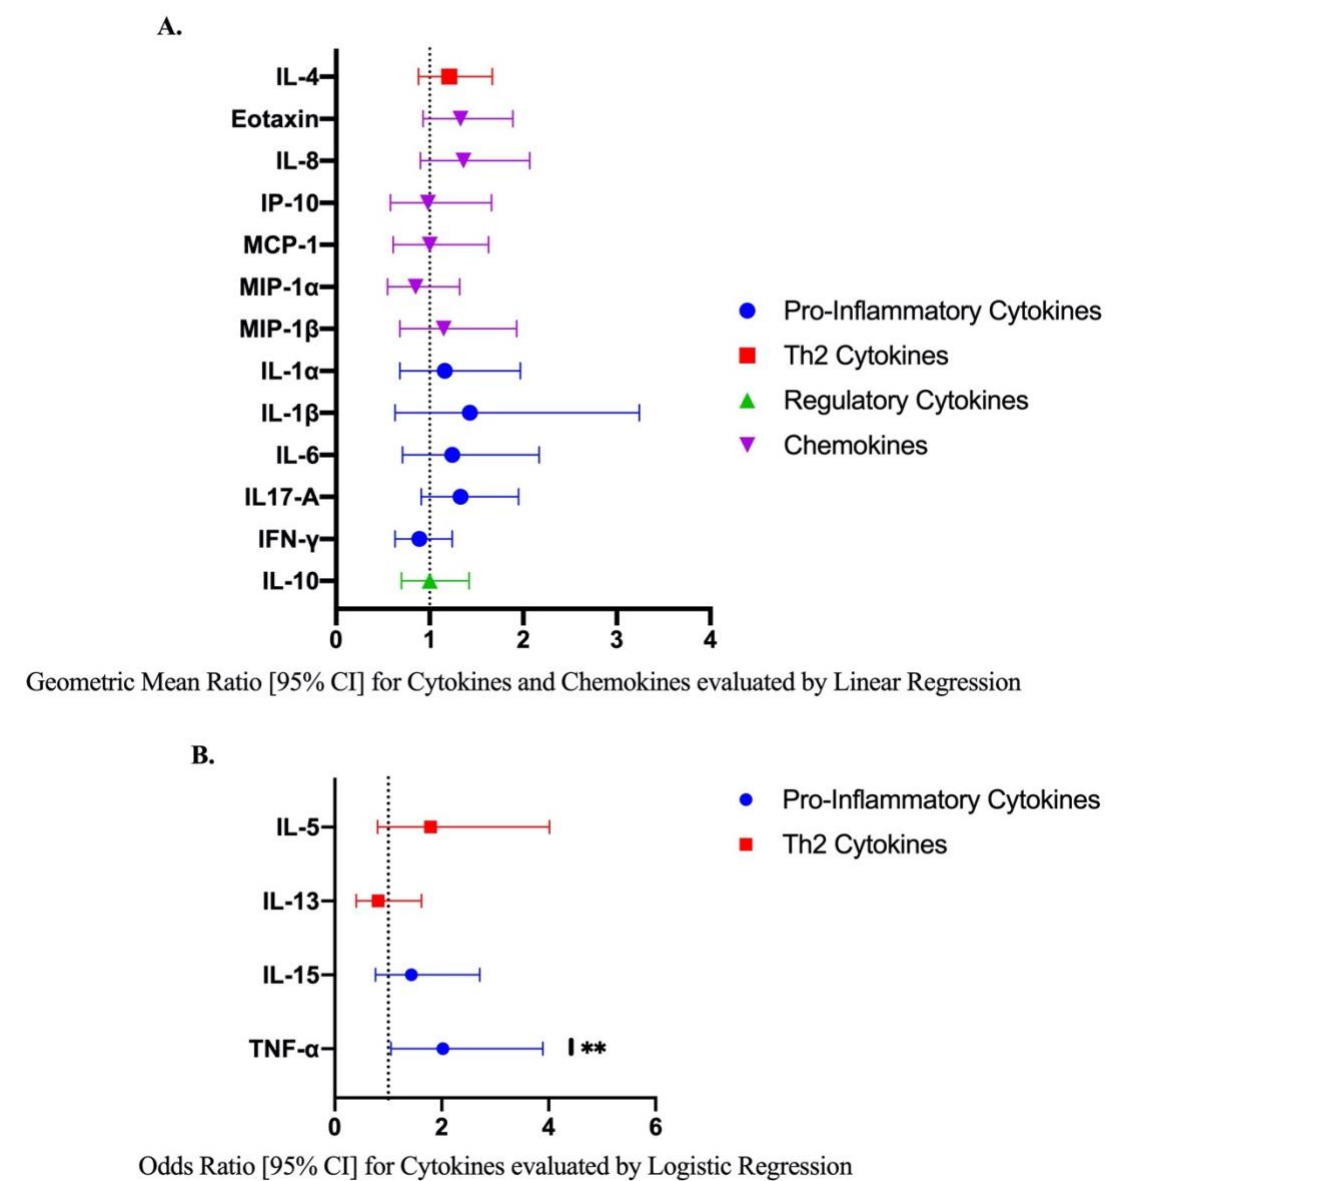 A.
IL-4
Eotaxin
IL-8
IP-10
MCP-1
MIP-1α
MIP-1β
IL-1α
IL-1β
IL-6
IL17-A
IFN-γ
IL-10
0 1 2 3 4
Pro-Inflammatory Cytokines
Th2 Cytokines
Regulatory Cytokines
Chemokines
Geometric Mean Ratio [95% CI] for Cytokines and Chemokines evaluated by Linear Regression
B.
IL-5
IL-13
IL-15
TNF-α
**
0 2 4 6
Pro-Inflammatory Cytokines
Th2 Cytokines
Odds Ratio [95% CI] for Cytokines evaluated by Logistic Regression